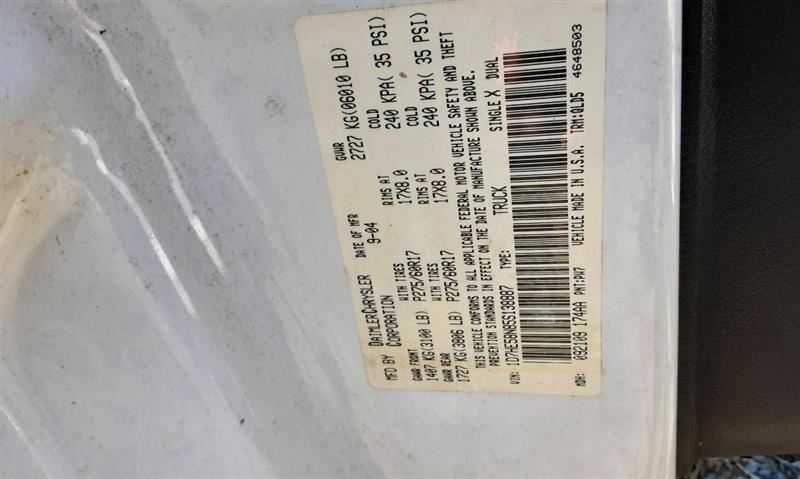 MFD BY DAIMLERCHRYSLER CORPORATION DATE OF MFR 9-04 GVWR 2727 KG(06010 LB)
GAWR FRONT WITH TIRES RIMS AT COLD
1407 KG(3100 LB) P275/60R17 17X8.0 240 KPA( 35 PSI)
GAWR REAR WITH TIRES RIMS AT COLD
1727 KG(3806 LB) P275/60R17 17X8.0 240 KPA( 35 PSI)
THIS VEHICLE CONFORMS TO ALL APPLICABLE FEDERAL MOTOR VEHICLE SAFETY AND THEFT
PREVENTION STANDARDS IN EFFECT ON THE DATE OF MANUFACTURE SHOWN ABOVE.
VIN: 1D7HE58N85S138887 TYPE: TRUCK SINGLE X DUAL
MDH: 092109 174AA PNT:PW7 VEHICLE MADE IN U.S.A. TRM:QLD5 4648503